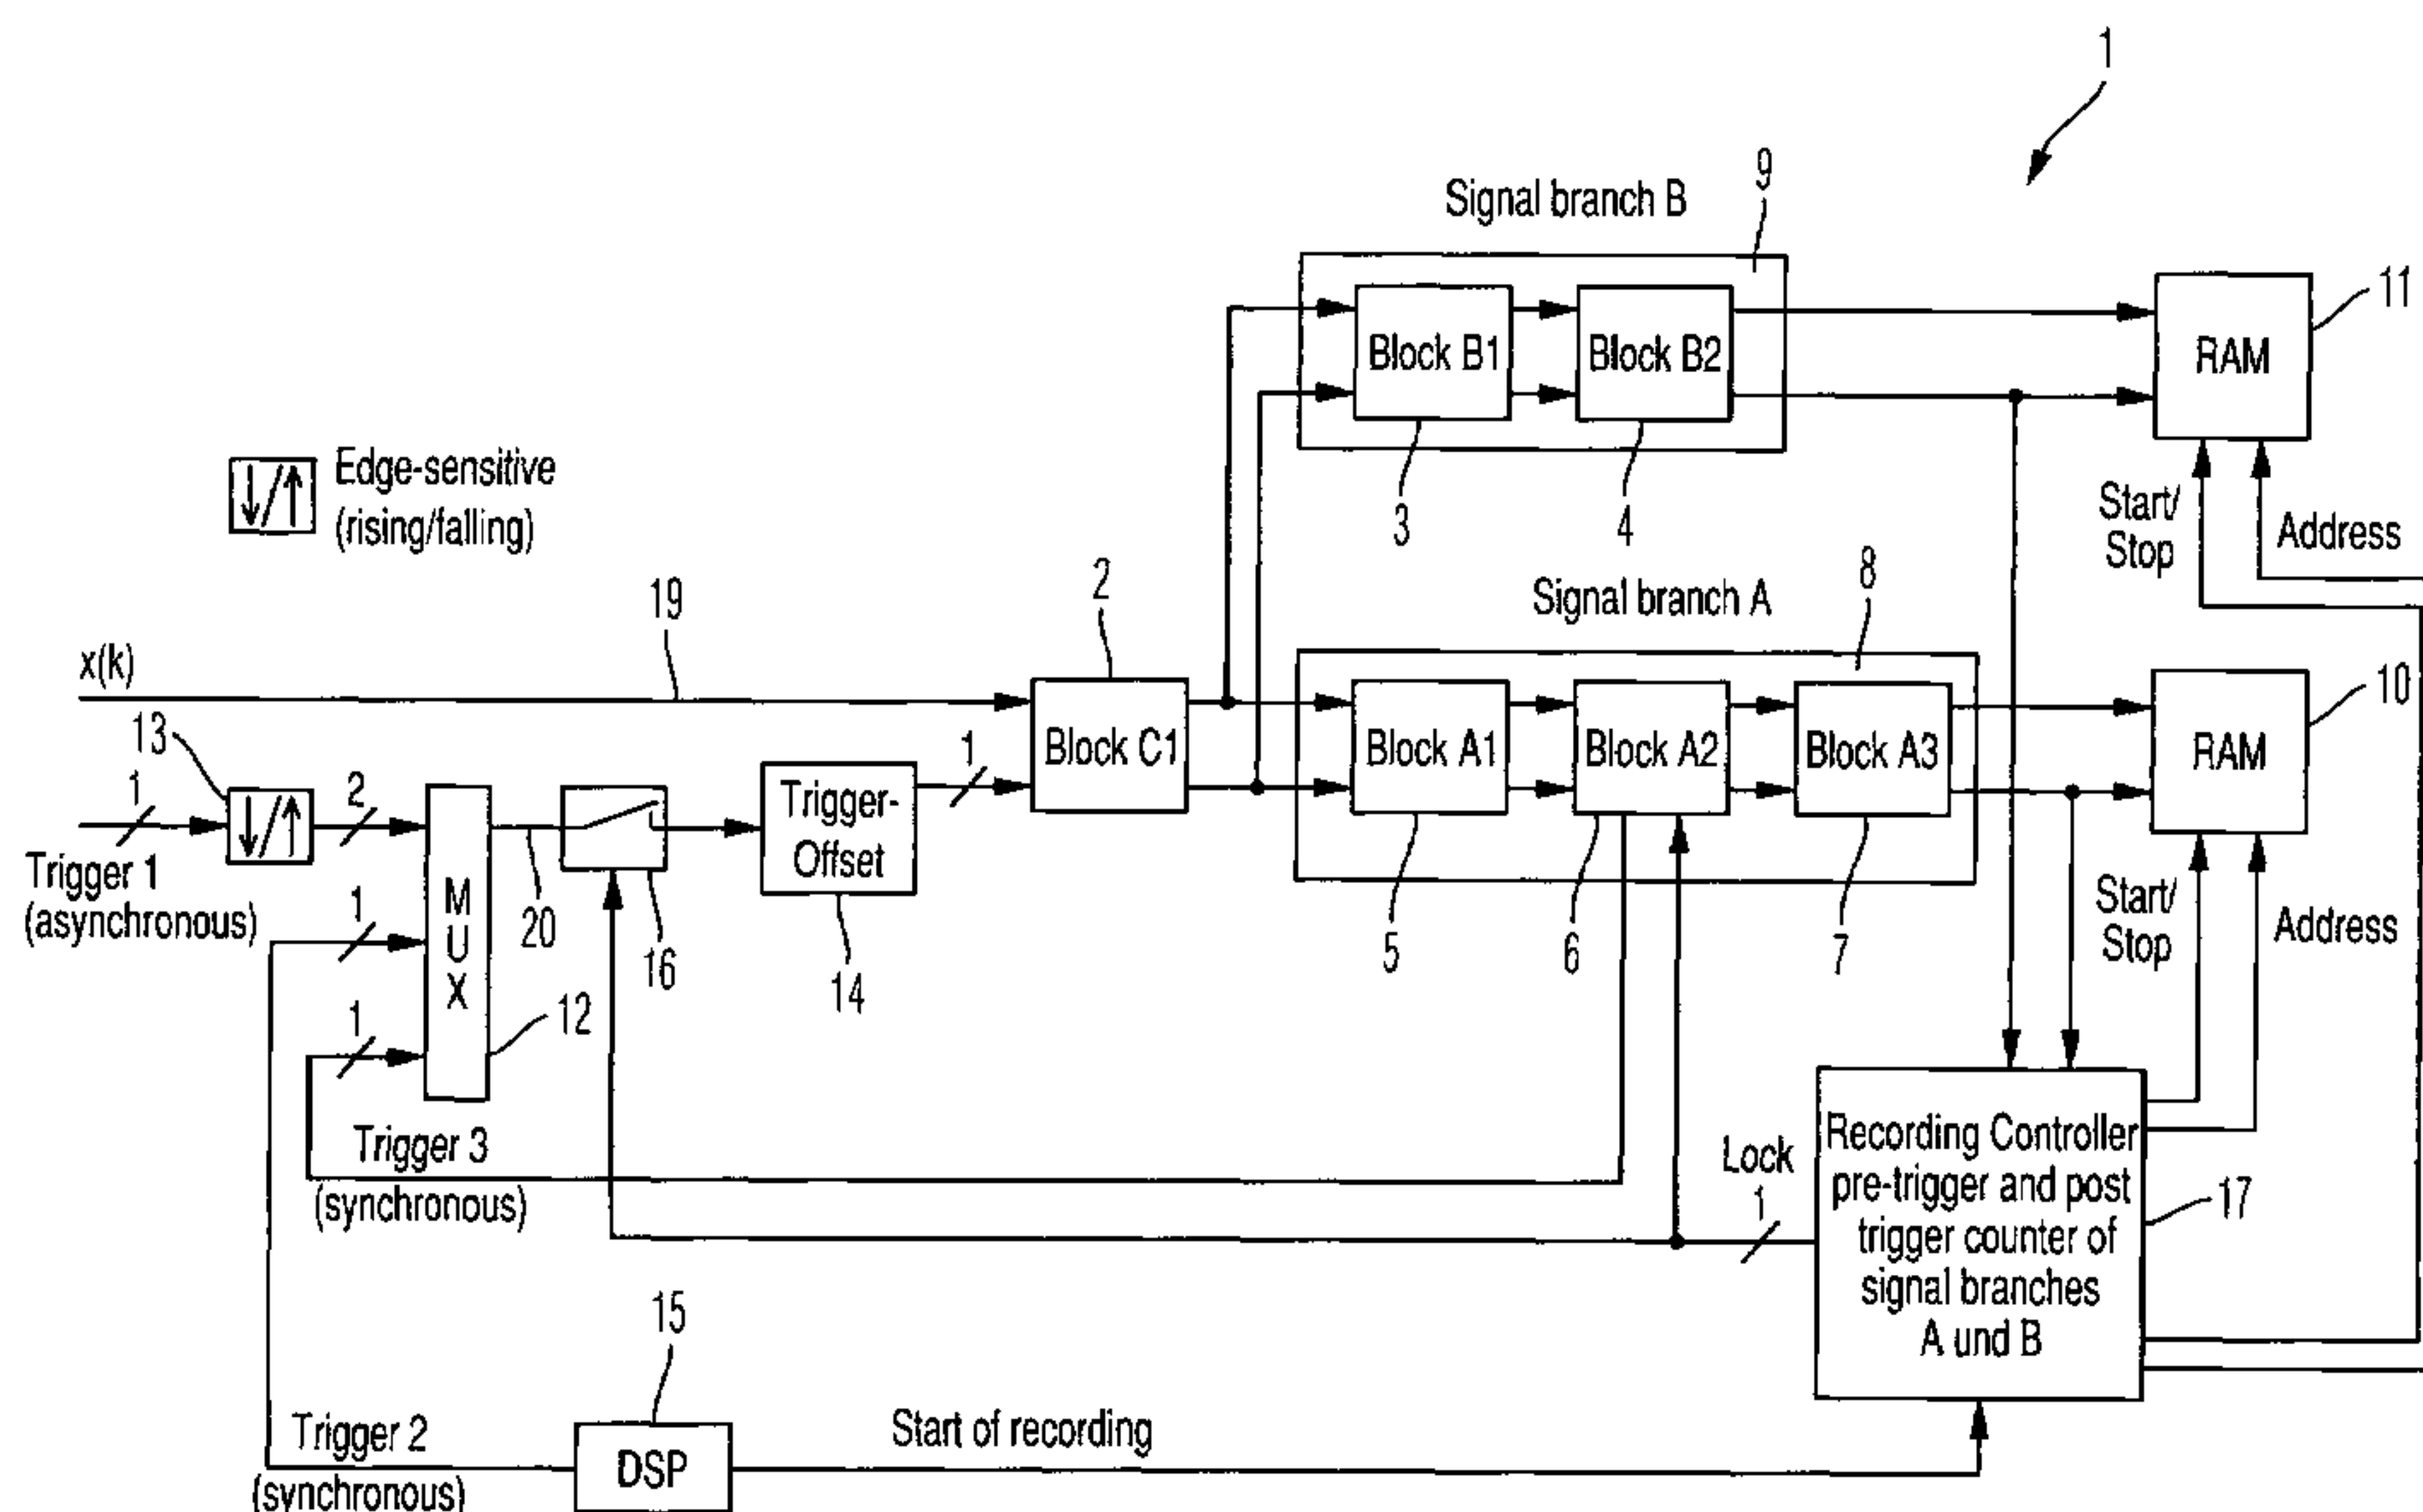 1
Signal branch B
9
Block B1
Block B2
3
4
RAM
11
Start/
Stop
Address
Edge-sensitive
(rising/falling)
x(k)
19
2
Block C1
Signal branch A
8
Block A1
Block A2
Block A3
5
6
7
RAM
10
Start/
Stop
Address
13
1
2
Trigger 1
(asynchronous)
1
1
M
U
X
12
20
16
Trigger-
Offset
14
1
Trigger 3
(synchronous)
Lock
1
Recording Controller
pre-trigger and post
trigger counter of
signal branches
A und B
17
15
DSP
Trigger 2
(synchronous)
Start of recording